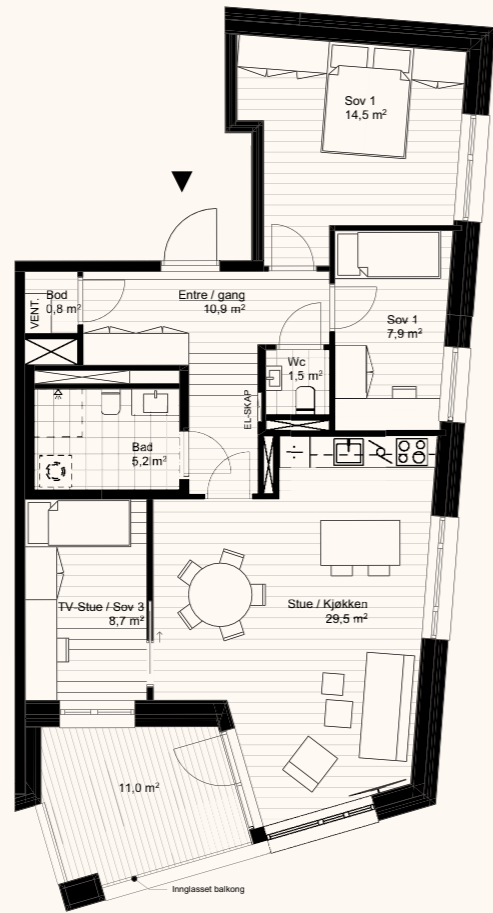 Sov 1
14,5 m²
Bod
0,8 m²
VENT.
Entre / gang
10,9 m²
Sov 1
7,9 m²
Wc
1,5 m²
EL-SKAP
Bad
5,2 m²
TV-Stue / Sov 3
8,7 m²
Stue / Kjøkken
29,5 m²
11,0 m²
Innglasset balkong